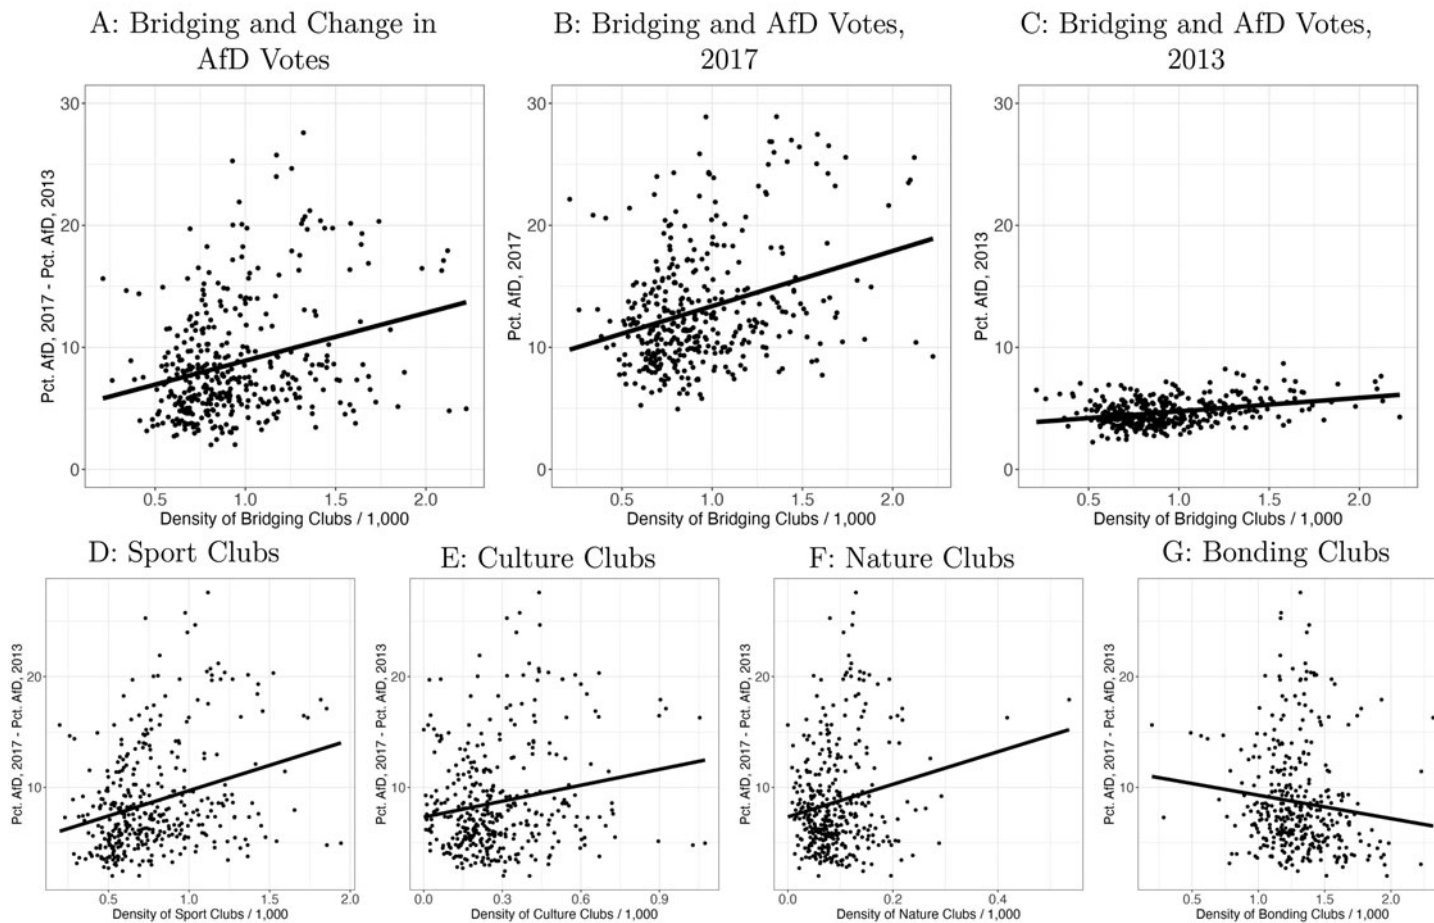 A: Bridging and Change in
AfD Votes
B: Bridging and AfD Votes,
2017
C: Bridging and AfD Votes,
2013
Pct. AfD, 2017 - Pct. AfD, 2013
30
20
10
0
0.5 1.0 1.5 2.0
Density of Bridging Clubs / 1,000
Pct. AfD, 2017
30
20
10
0
0.5 1.0 1.5 2.0
Density of Bridging Clubs / 1,000
Pct. AfD, 2013
30
20
10
0
0.5 1.0 1.5 2.0
Density of Bridging Clubs / 1,000
D: Sport Clubs
Pct. AfD, 2017 - Pct. AfD, 2013
20
10
0.5 1.0 1.5 2.0
Density of Sport Clubs / 1,000
E: Culture Clubs
Pct. AfD, 2017 - Pct. AfD, 2013
20
10
0.0 0.3 0.6 0.9
Density of Culture Clubs / 1,000
F: Nature Clubs
Pct. AfD, 2017 - Pct. AfD, 2013
20
10
0.0 0.2 0.4
Density of Nature Clubs / 1,000
G: Bonding Clubs
Pct. AfD, 2017 - Pct. AfD, 2013
20
10
0.5 1.0 1.5 2.0
Density of Bonding Clubs / 1,000